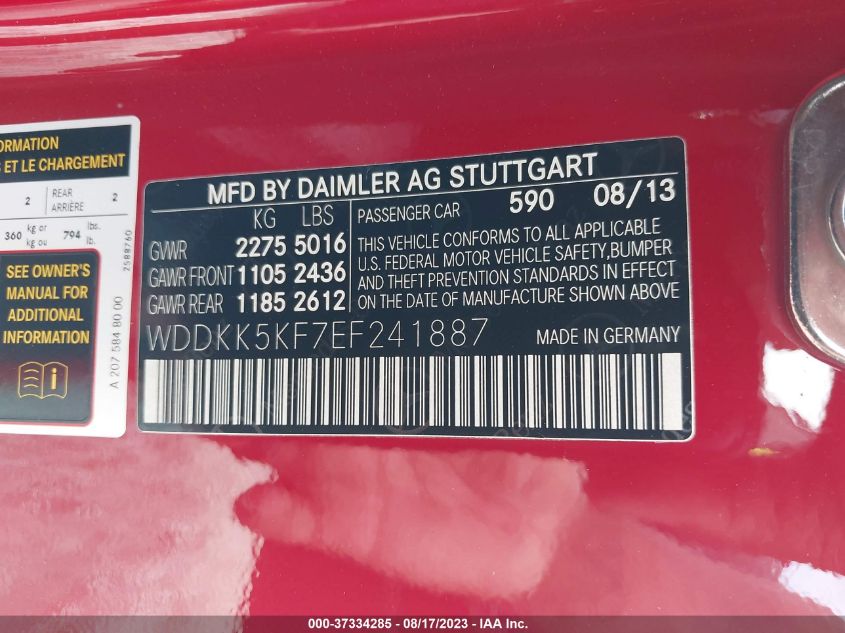 ORMATION
S ET LE CHARGEMENT
2 REAR ARRIÈRE 2
360 kg or kg ou 794 lbs. lb.
SEE OWNER'S
MANUAL FOR
ADDITIONAL
INFORMATION
2588760
A 207 584 80 00
MFD BY DAIMLER AG STUTTGART
KG LBS
GVWR 2275 5016
GAWR FRONT 1105 2436
GAWR REAR 1185 2612
PASSENGER CAR 590 08/13
THIS VEHICLE CONFORMS TO ALL APPLICABLE
U.S. FEDERAL MOTOR VEHICLE SAFETY, BUMPER
AND THEFT PREVENTION STANDARDS IN EFFECT
ON THE DATE OF MANUFACTURE SHOWN ABOVE
WDDKK5KF7EF241887 MADE IN GERMANY
000-37334285 - 08/17/2023 - IAA Inc.